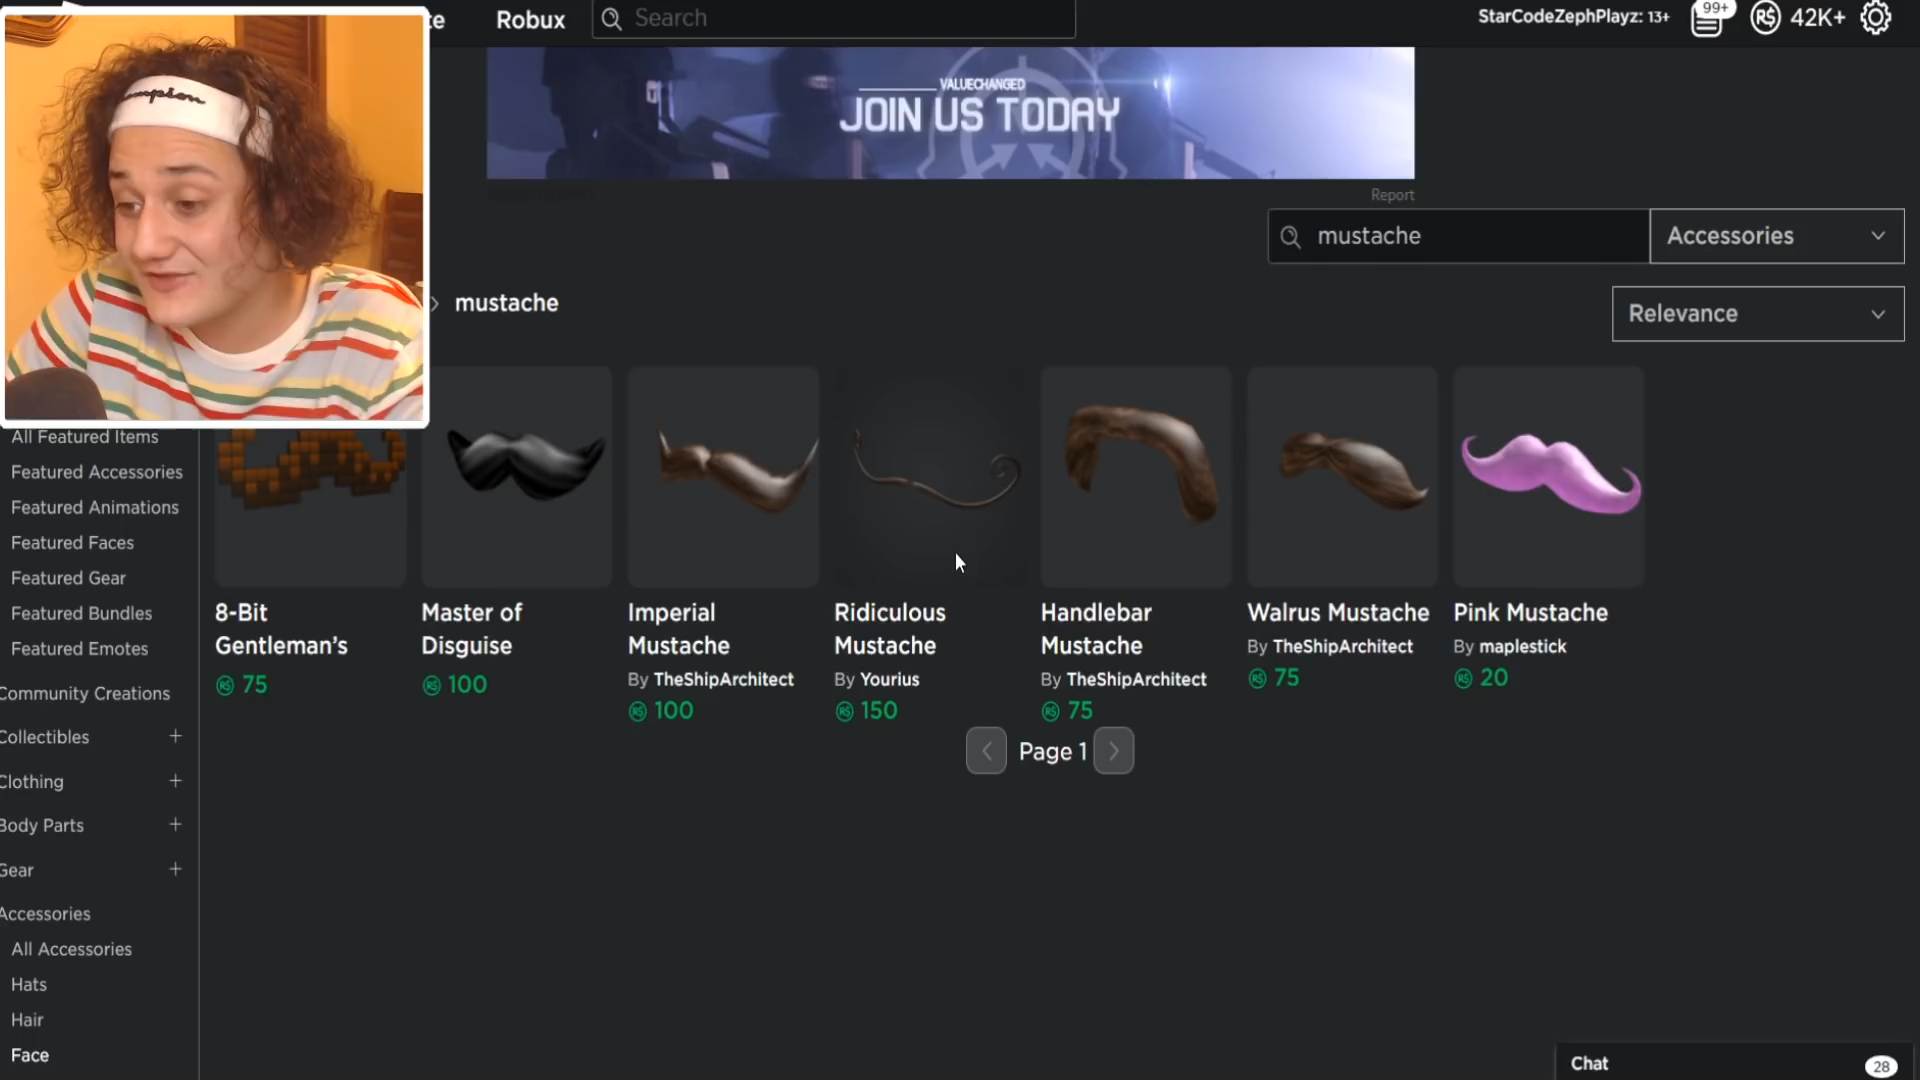 te
Robux
Search
StarCodeZephPlayz: 13+
99+
42K+
VALUECHANGED
JOIN US TODAY
Report
mustache
Accessories
mustache
Relevance
All Featured Items
Featured Accessories
Featured Animations
Featured Faces
Featured Gear
Featured Bundles
Featured Emotes
Community Creations
Collectibles +
Clothing +
Body Parts +
Gear +
Accessories
All Accessories
Hats
Hair
Face
8-Bit
Gentleman's
75
Master of
Disguise
100
Imperial
Mustache
By TheShipArchitect
100
Ridiculous
Mustache
By Yourius
150
Handlebar
Mustache
By TheShipArchitect
75
Walrus Mustache
By TheShipArchitect
75
Pink Mustache
By maplestick
20
< Page 1 >
Chat
28